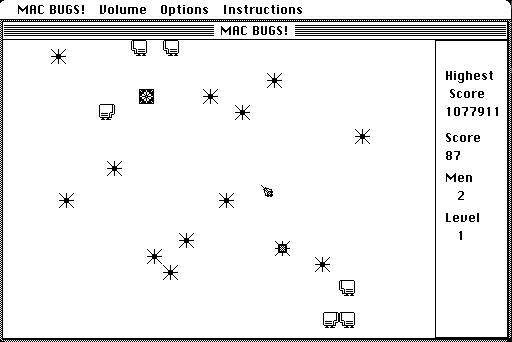 MAC BUGS! Volume Options Instructions
MAC BUGS!
Highest
Score
1077911
Score
87
Men
2
Level
1